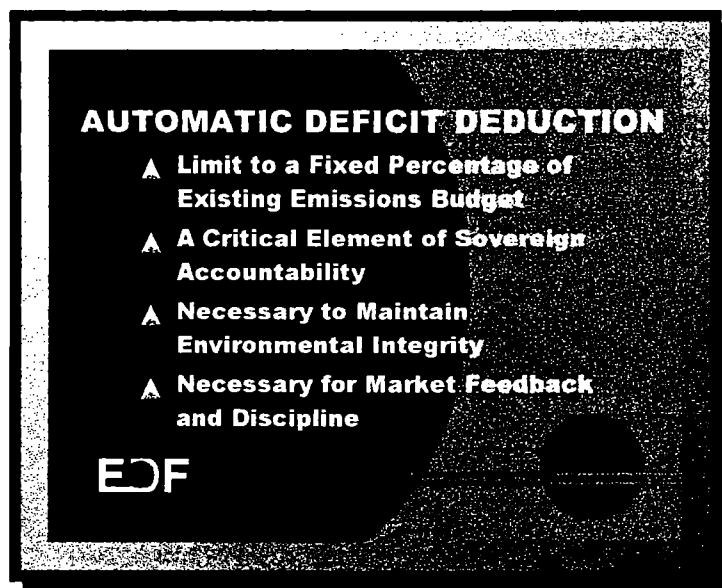 AUTOMATIC DEFICIT DEDUCTION
Limit to a Fixed Percentage of
Existing Emissions Budget
A Critical Element of Sovereign
Accountability
Necessary to Maintain
Environmental Integrity
Necessary for Market Feedback
and Discipline
EDF